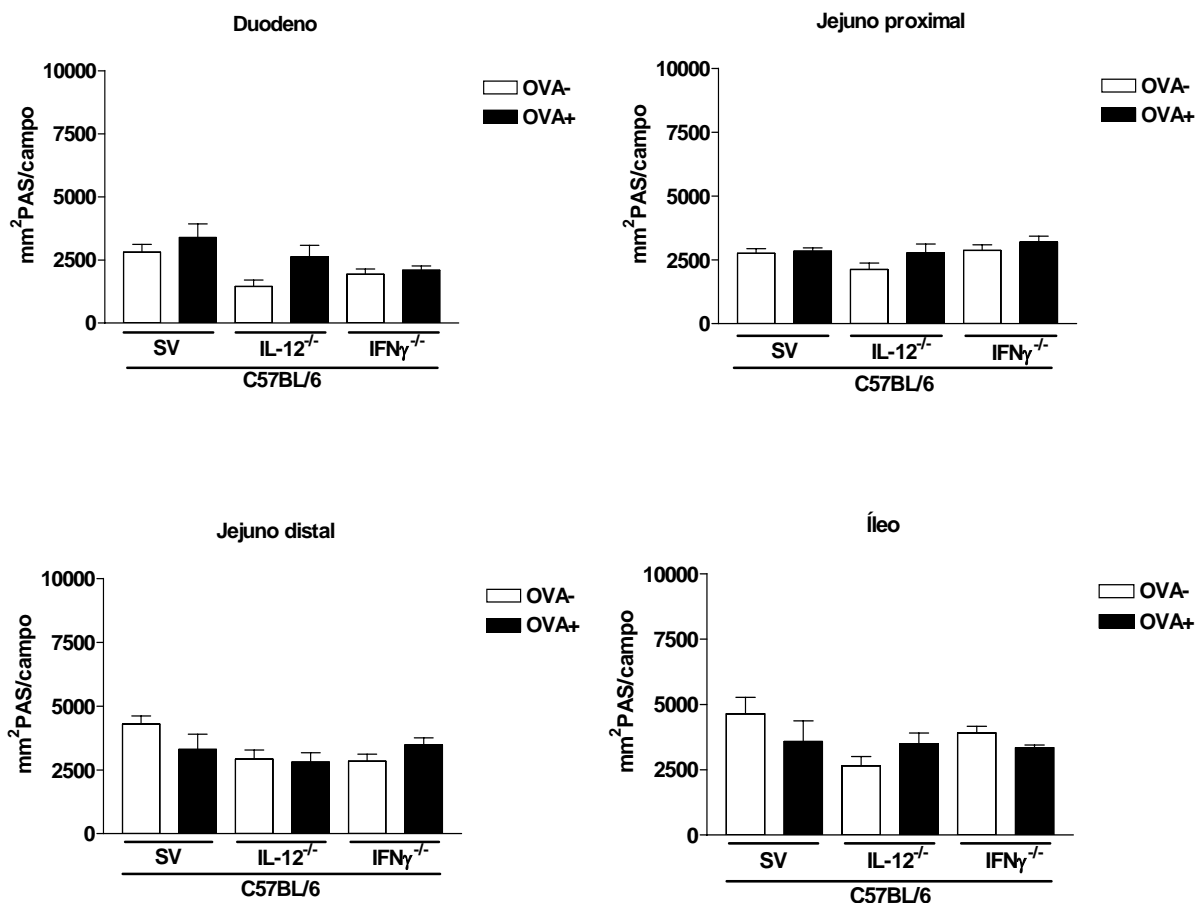 Duodeno
mm²PAS/campo
10000
7500
5000
2500
0
OVA-
OVA+
SV
IL-12⁻/⁻
IFNγ⁻/⁻
C57BL/6
Jejuno proximal
mm²PAS/campo
10000
7500
5000
2500
0
OVA-
OVA+
SV
IL-12⁻/⁻
IFNγ⁻/⁻
C57BL/6
Jejuno distal
mm²PAS/campo
10000
7500
5000
2500
0
OVA-
OVA+
SV
IL-12⁻/⁻
IFNγ⁻/⁻
C57BL/6
Íleo
mm²PAS/campo
10000
7500
5000
2500
0
OVA-
OVA+
SV
IL-12⁻/⁻
IFNγ⁻/⁻
C57BL/6